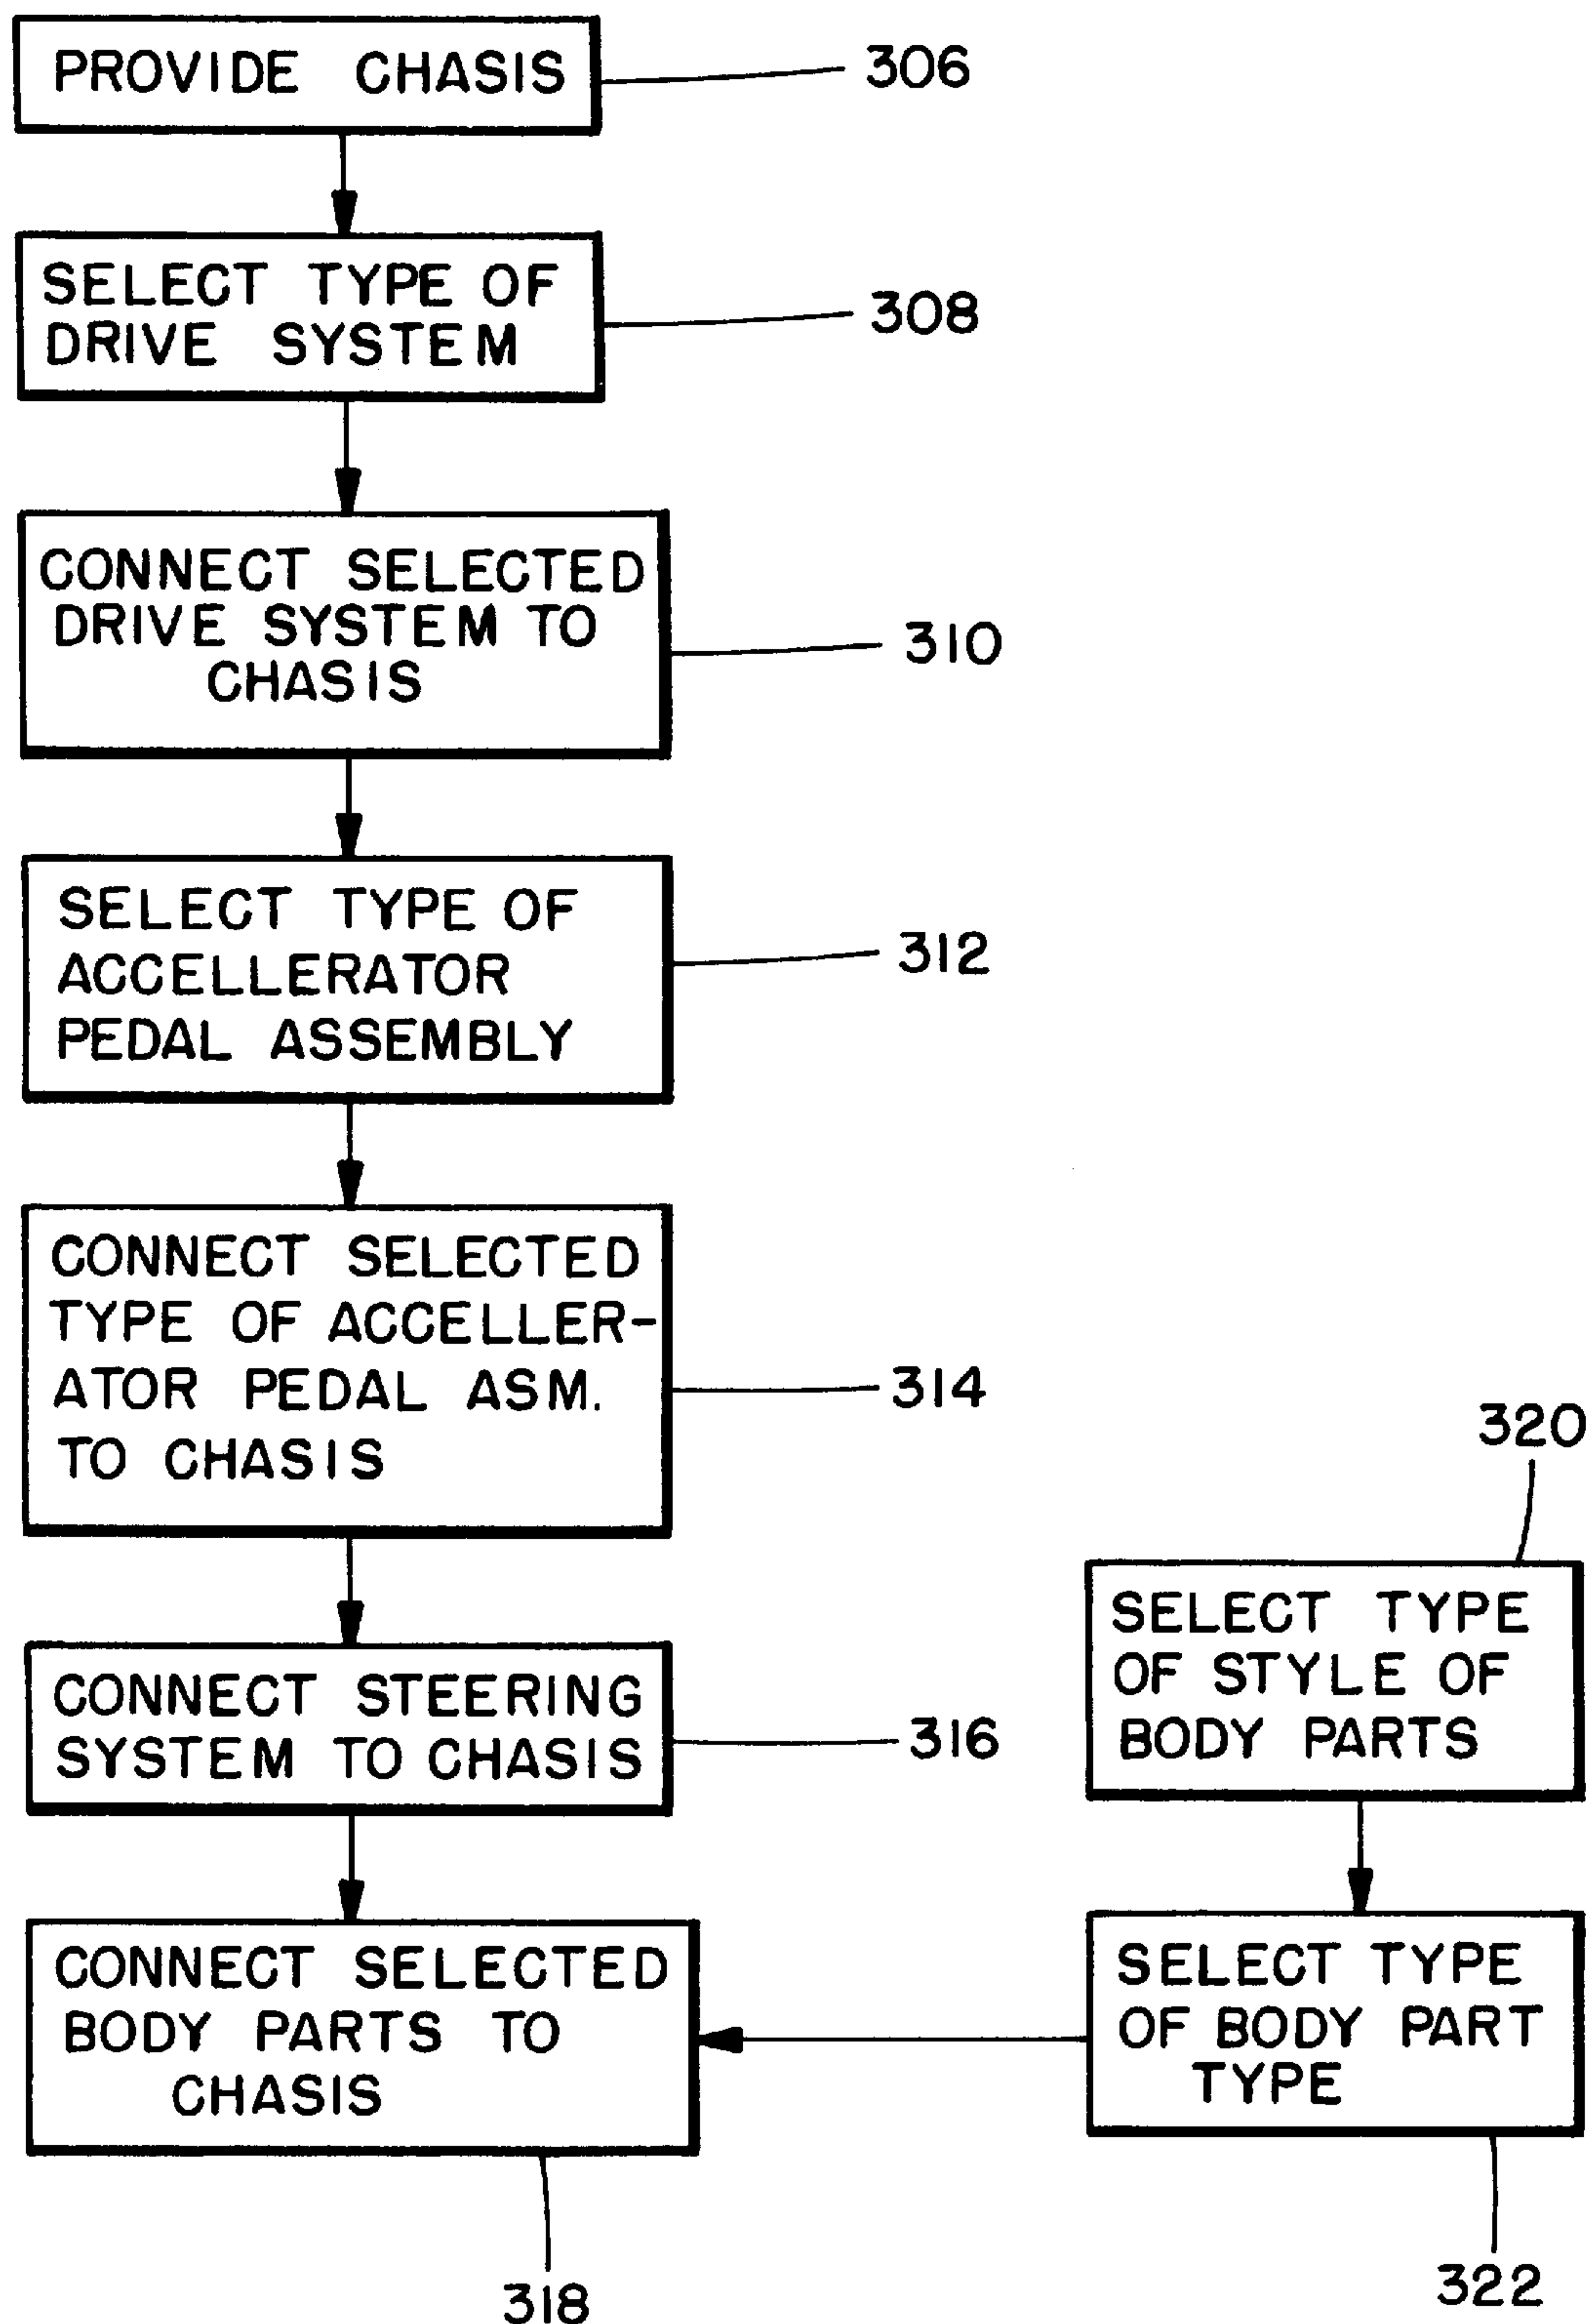 PROVIDE CHASIS
306
SELECT TYPE OF
DRIVE SYSTEM
308
CONNECT SELECTED
DRIVE SYSTEM TO
CHASIS
310
SELECT TYPE OF
ACCELLERATOR
PEDAL ASSEMBLY
312
CONNECT SELECTED
TYPE OF ACCELLER-
ATOR PEDAL ASM.
TO CHASIS
314
CONNECT STEERING
SYSTEM TO CHASIS
316
320
SELECT TYPE
OF STYLE OF
BODY PARTS
CONNECT SELECTED
BODY PARTS TO
CHASIS
318
SELECT TYPE
OF BODY PART
TYPE
322